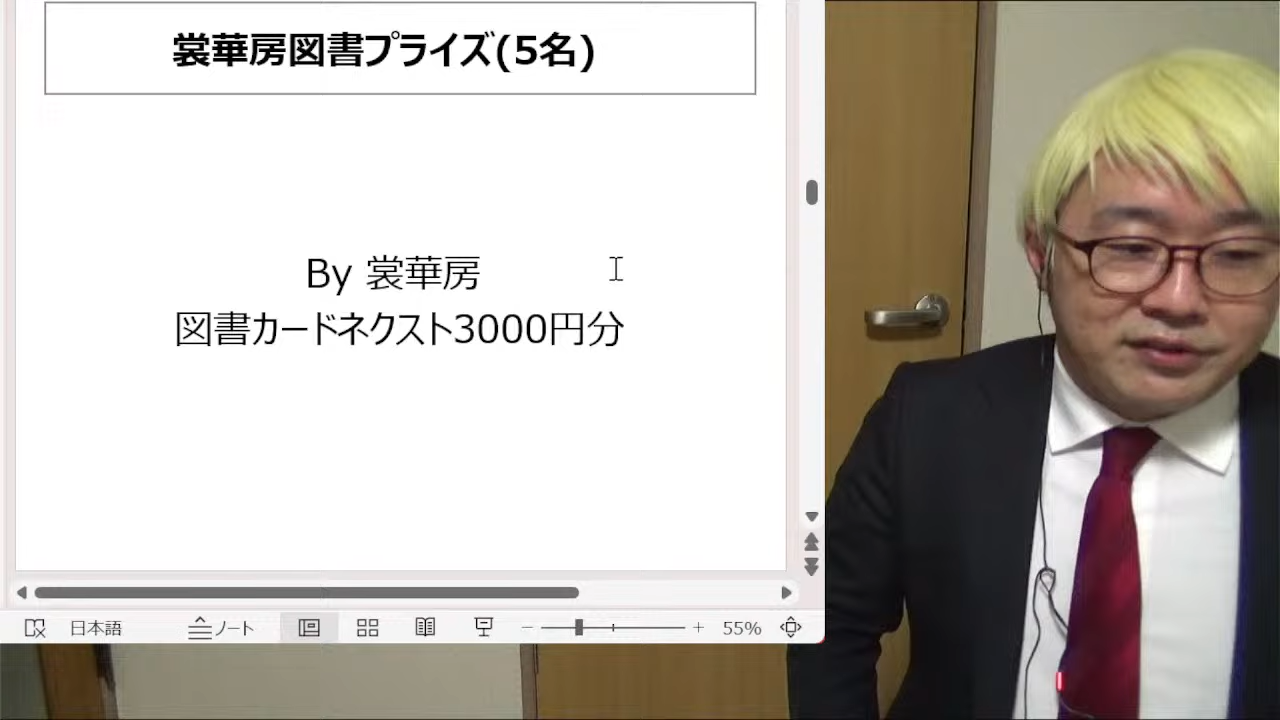 裳華房図書プライズ(5名)
By 裳華房
図書カードネクスト3000円分
日本語
ノート
55%